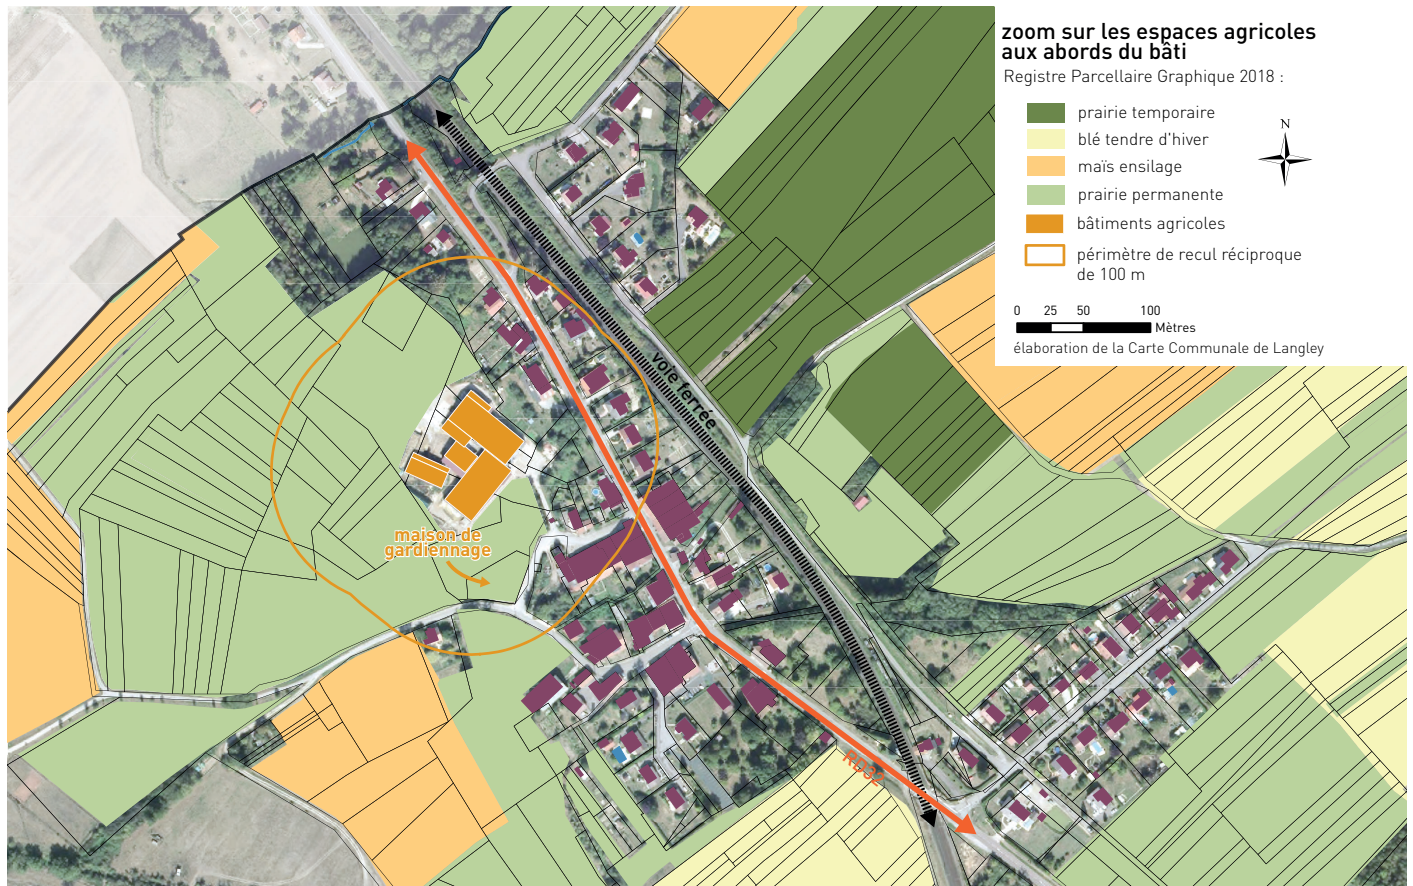 zoom sur les espaces agricoles
aux abords du bâti
Registre Parcellaire Graphique 2018 :
prairie temporaire
blé tendre d'hiver
maïs ensilage
prairie permanente
bâtiments agricoles
périmètre de recul réciproque
de 100 m
N
0 25 50 100
Mètres
élaboration de la Carte Communale de Langley
voie ferrée
maison de
gardiennage
RD32